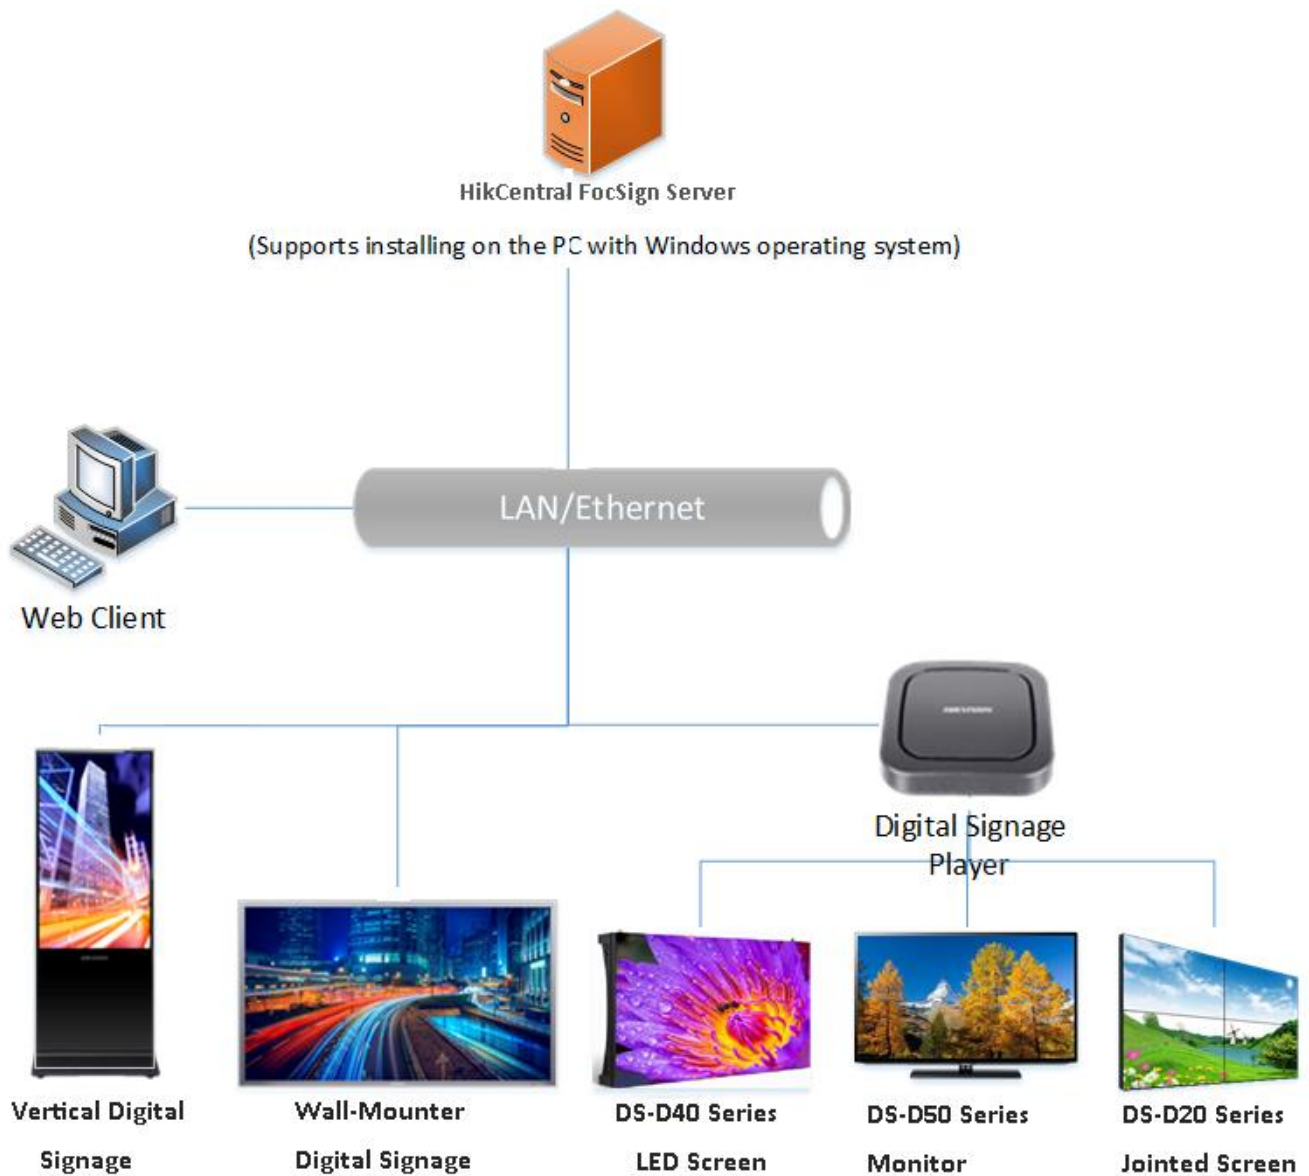 HikCentral FocSign Server
(Supports installing on the PC with Windows operating system)
LAN/Ethernet
Web Client
HIKVISION
Digital Signage
Player
Vertical Digital
Signage
Wall-Mounter
Digital Signage
DS-D40 Series
LED Screen
DS-D50 Series
Monitor
DS-D20 Series
Jointed Screen